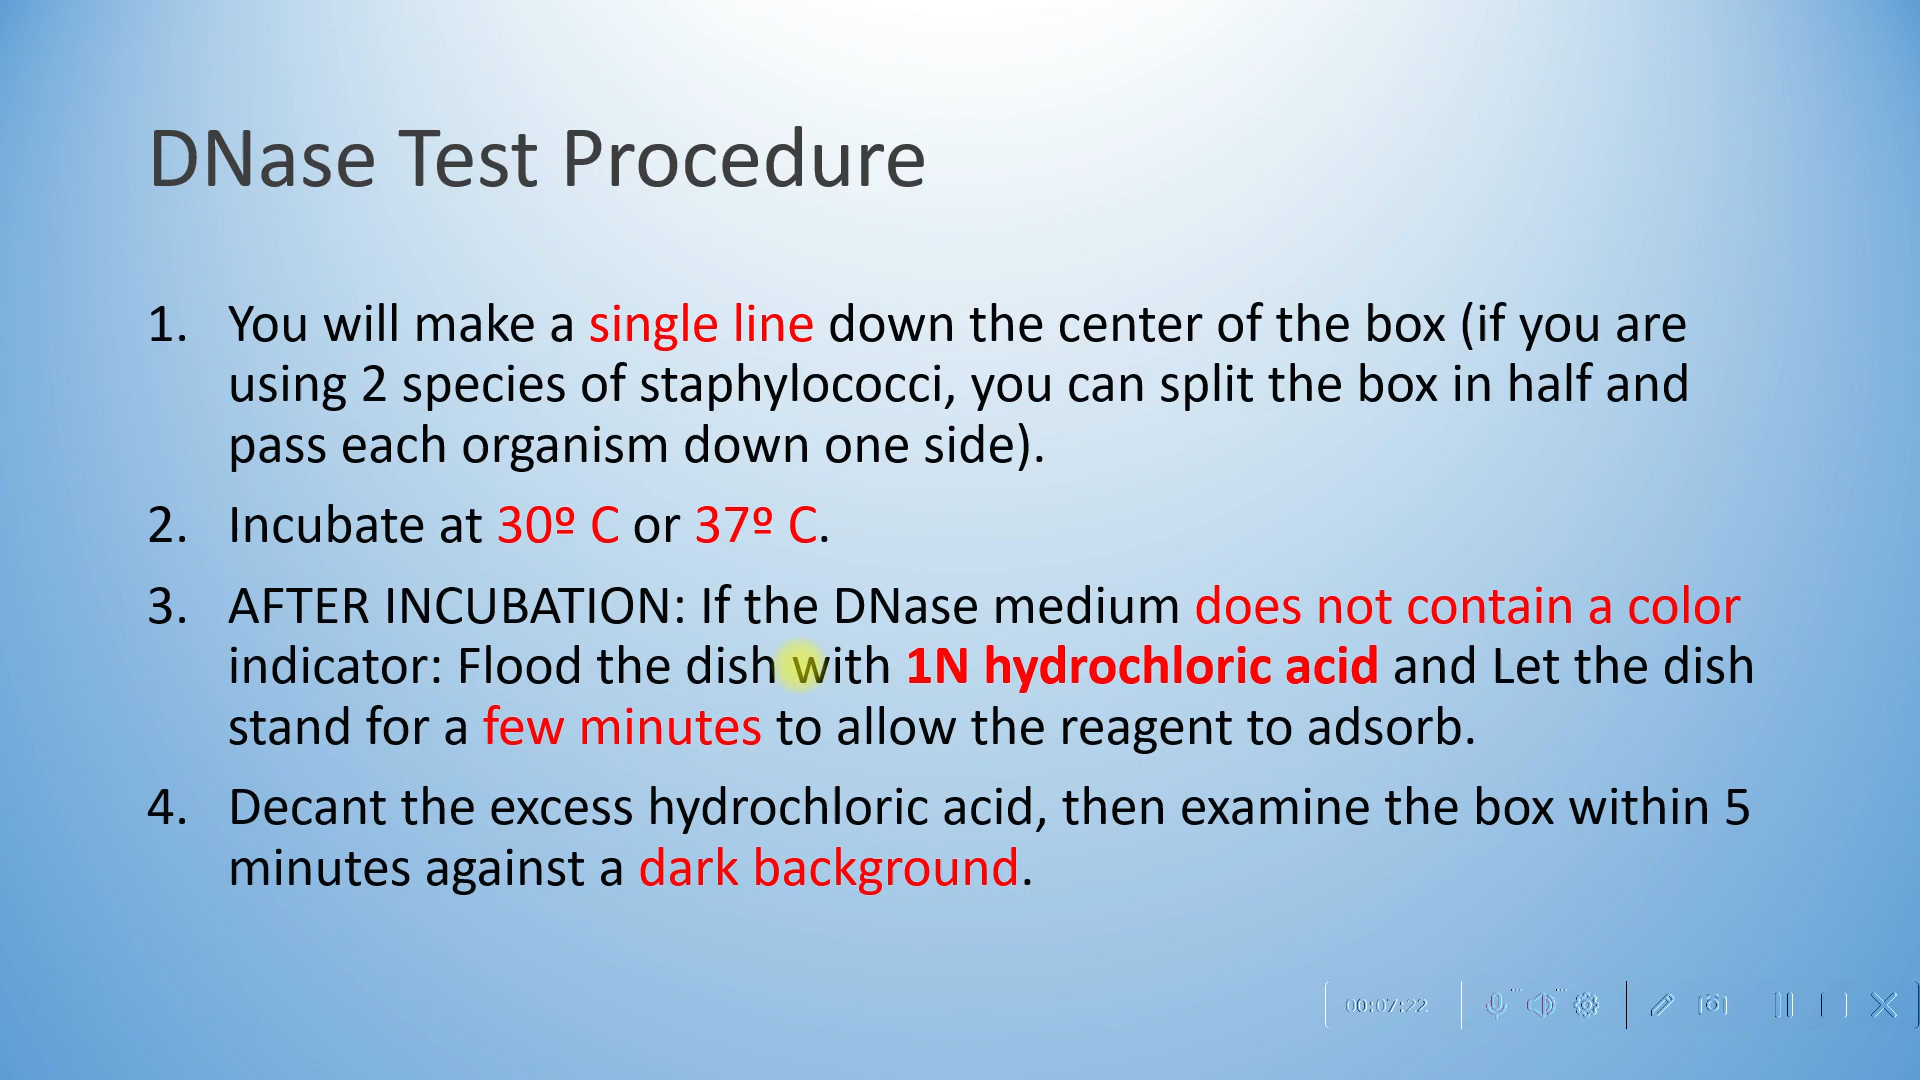 DNase Test Procedure
1. You will make a single line down the center of the box (if you are
using 2 species of staphylococci, you can split the box in half and
pass each organism down one side).
2. Incubate at 30º C or 37º C.
3. AFTER INCUBATION: If the DNase medium does not contain a color
indicator: Flood the dish with 1N hydrochloric acid and Let the dish
stand for a few minutes to allow the reagent to adsorb.
4. Decant the excess hydrochloric acid, then examine the box within 5
minutes against a dark background.
00:07:22